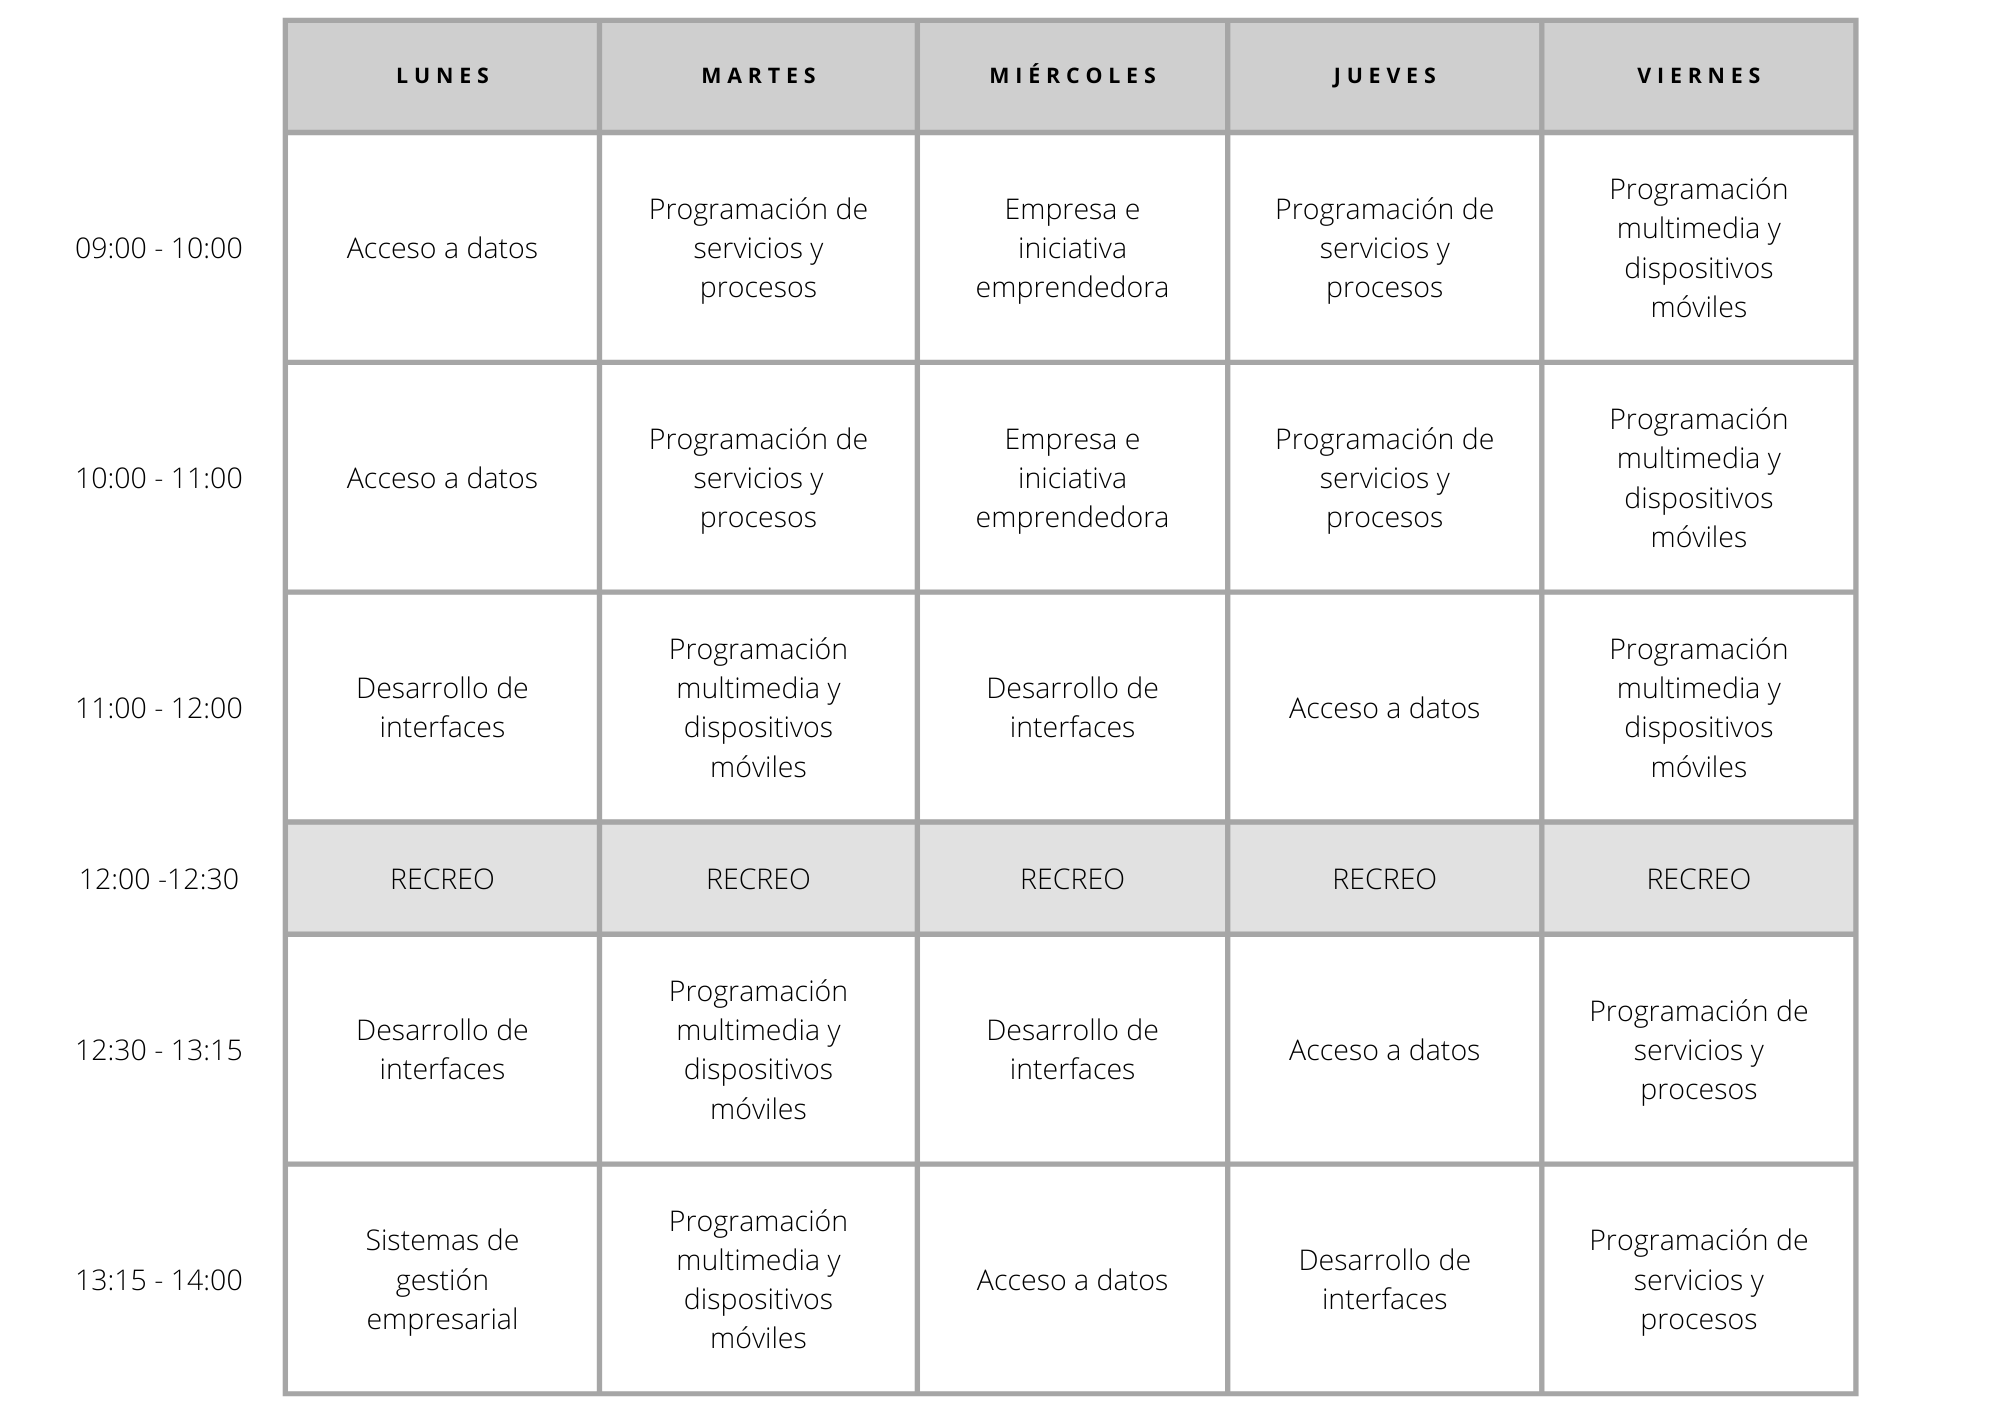 LUNES MARTES MIÉRCOLES JUEVES VIERNES
09:00 - 10:00
Acceso a datos
Programación de
servicios y
procesos
Empresa e
iniciativa
emprendedora
Programación de
servicios y
procesos
Programación
multimedia y
dispositivos
móviles
10:00 - 11:00
Acceso a datos
Programación de
servicios y
procesos
Empresa e
iniciativa
emprendedora
Programación de
servicios y
procesos
Programación
multimedia y
dispositivos
móviles
11:00 - 12:00
Desarrollo de
interfaces
Programación
multimedia y
dispositivos
móviles
Desarrollo de
interfaces
Acceso a datos
Programación
multimedia y
dispositivos
móviles
12:00 -12:30
RECREO
RECREO
RECREO
RECREO
RECREO
12:30 - 13:15
Desarrollo de
interfaces
Programación
multimedia y
dispositivos
móviles
Desarrollo de
interfaces
Acceso a datos
Programación de
servicios y
procesos
13:15 - 14:00
Sistemas de
gestión
empresarial
Programación
multimedia y
dispositivos
móviles
Acceso a datos
Desarrollo de
interfaces
Programación de
servicios y
procesos